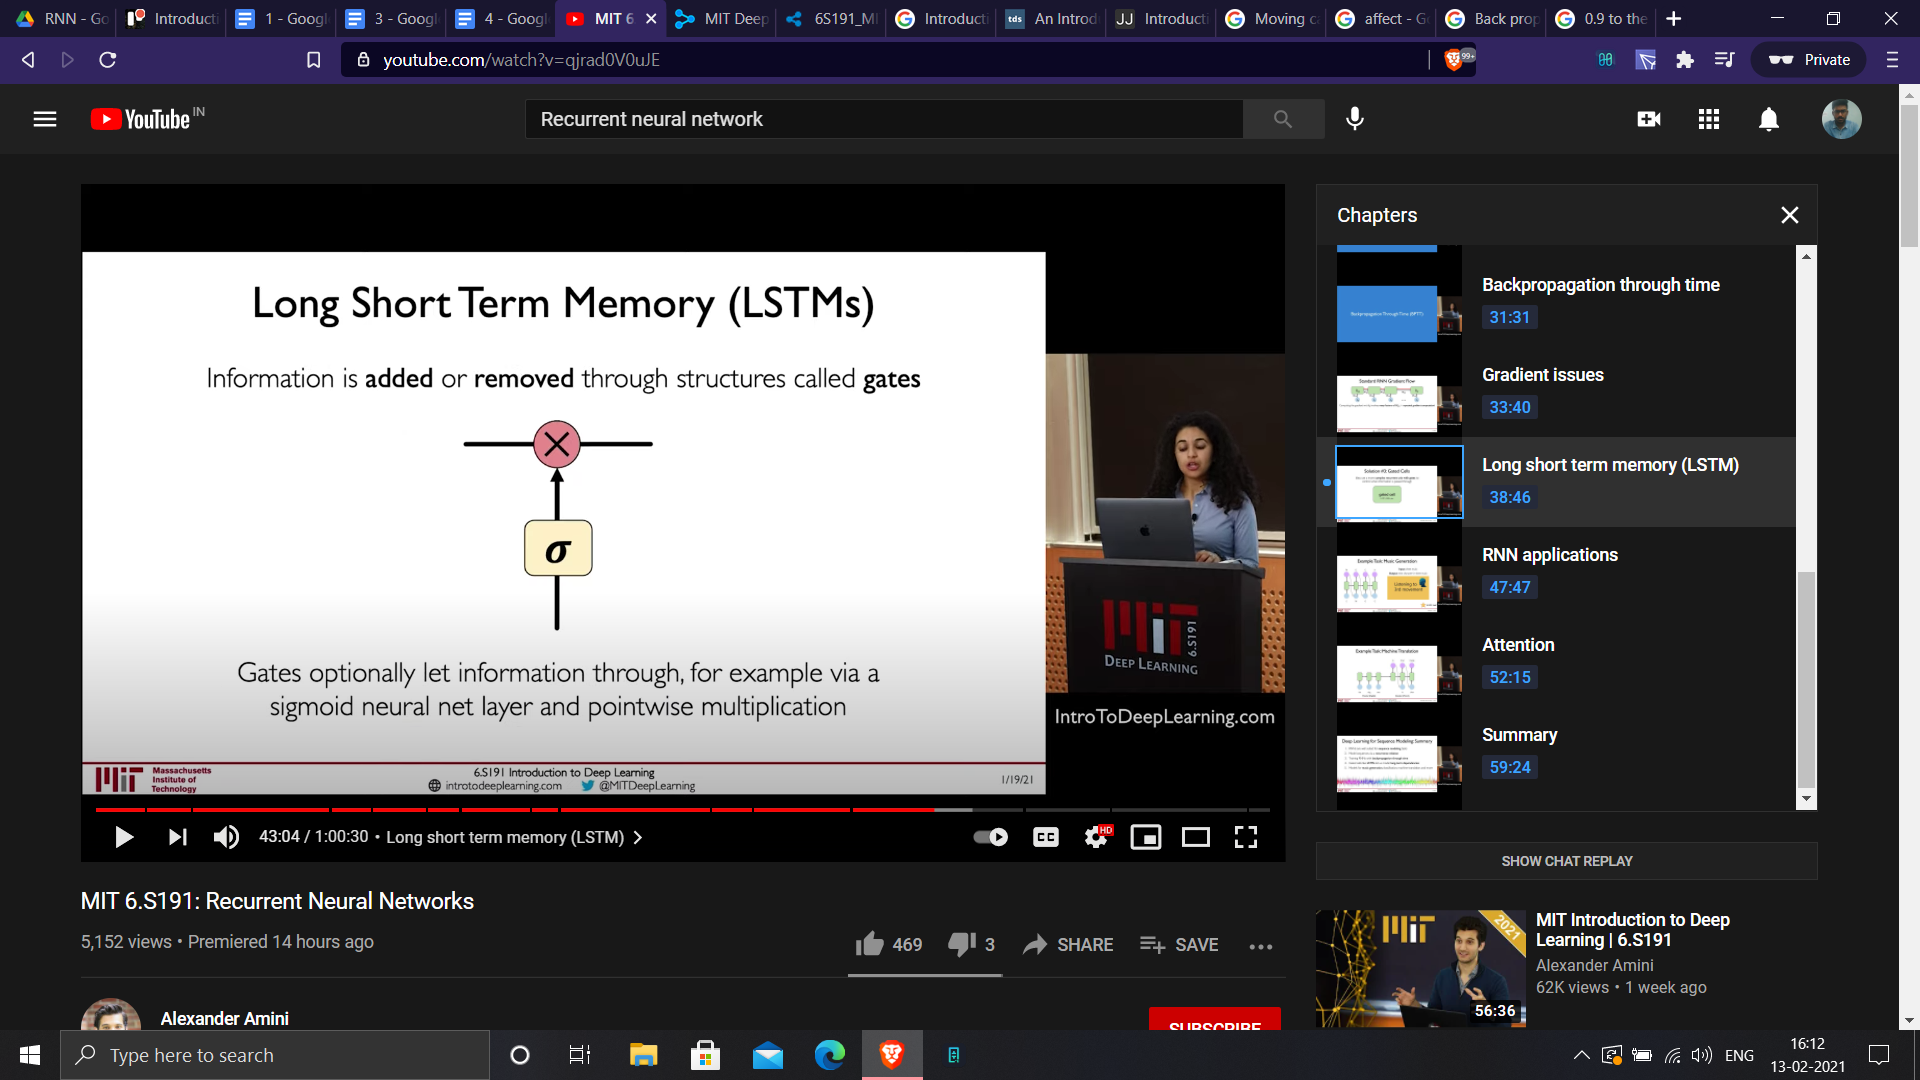 RNN - Go
Introducti
1 - Googl
3 - Googl
4 - Googl
MIT 6
MIT Deep
6S191_MI
Introducti
tds
An Introd
JJ
Introducti
Moving ca
affect - G
Back prop
0.9 to the
youtube.com/watch?v=qjrad0V0uJE
99+
Private
YouTube IN
Recurrent neural network
Long Short Term Memory (LSTMs)
Information is added or removed through structures called gates
σ
Gates optionally let information through, for example via a
sigmoid neural net layer and pointwise multiplication
Massachusetts
Institute of
Technology
6.S191 Introduction to Deep Learning
introtodeeplearning.com @MITDeepLearning
1/19/21
MIT
6.S191
DEEP LEARNING
IntroToDeepLearning.com
43:04 / 1:00:30 • Long short term memory (LSTM)
CC
HD
MIT 6.S191: Recurrent Neural Networks
5,152 views • Premiered 14 hours ago
469
3
SHARE
SAVE
Alexander Amini
SUBSCRIBE
Chapters
Backpropagation through time
31:31
Gradient issues
33:40
Long short term memory (LSTM)
38:46
RNN applications
47:47
Attention
52:15
Summary
59:24
SHOW CHAT REPLAY
MIT
2021
56:36
MIT Introduction to Deep
Learning | 6.S191
Alexander Amini
62K views • 1 week ago
Type here to search
ENG
16:12
13-02-2021